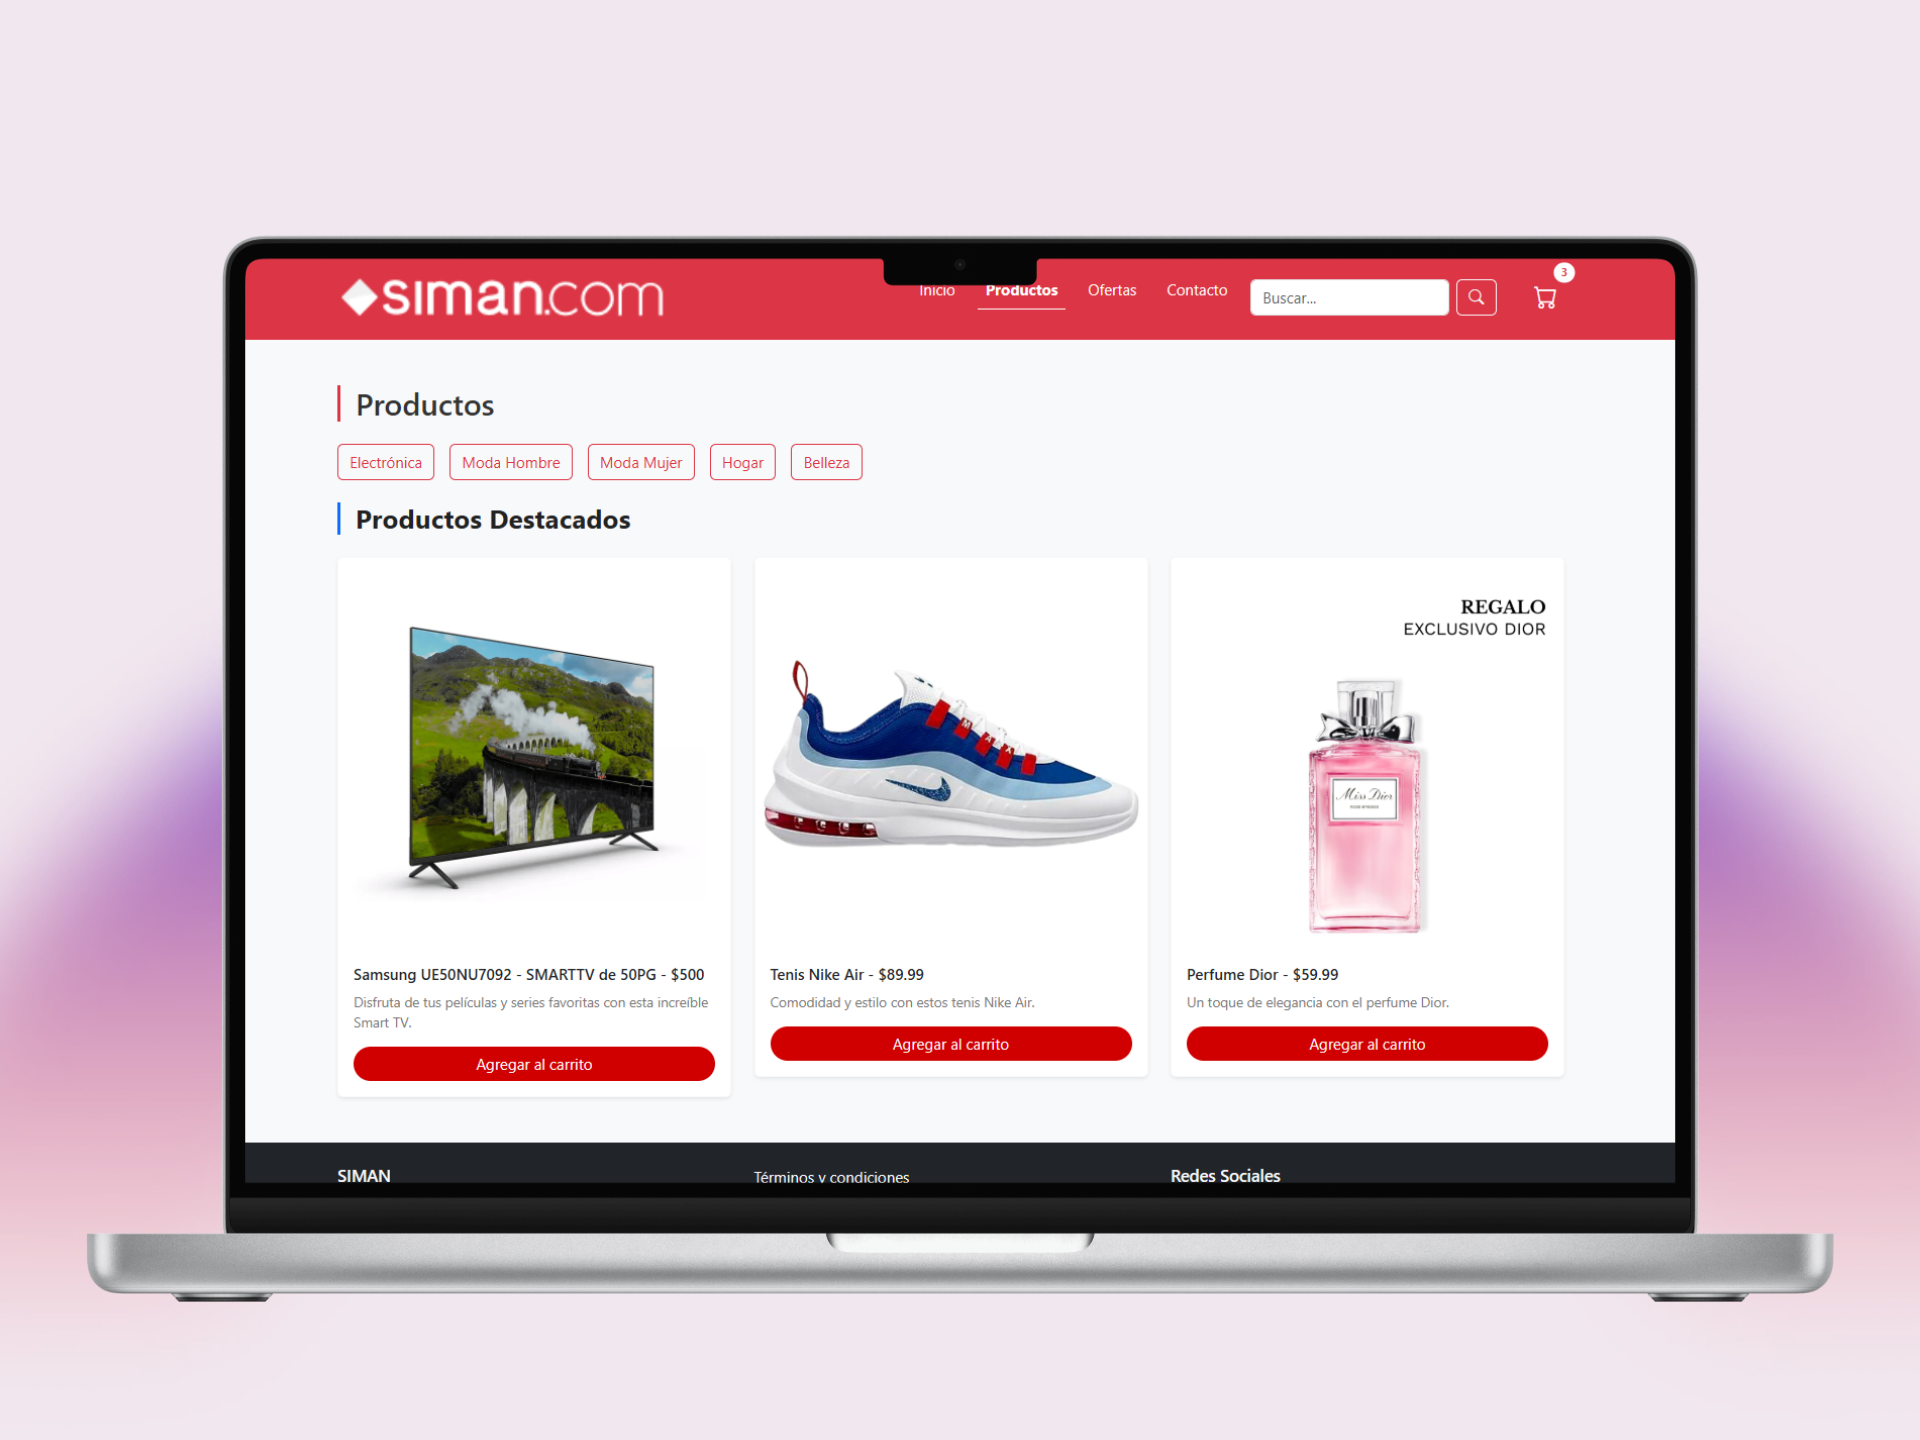 siman.com
Inicio
Productos
Ofertas
Contacto
Buscar...
3
Productos
Electrónica
Moda Hombre
Moda Mujer
Hogar
Belleza
Productos Destacados
REGALO
EXCLUSIVO DIOR
Miss Dior
Samsung UE50NU7092 - SMARTTV de 50PG - $500
Disfruta de tus películas y series favoritas con esta increíble
Smart TV.
Agregar al carrito
Tenis Nike Air - $89.99
Comodidad y estilo con estos tenis Nike Air.
Agregar al carrito
Perfume Dior - $59.99
Un toque de elegancia con el perfume Dior.
Agregar al carrito
SIMAN
Términos y condiciones
Redes Sociales